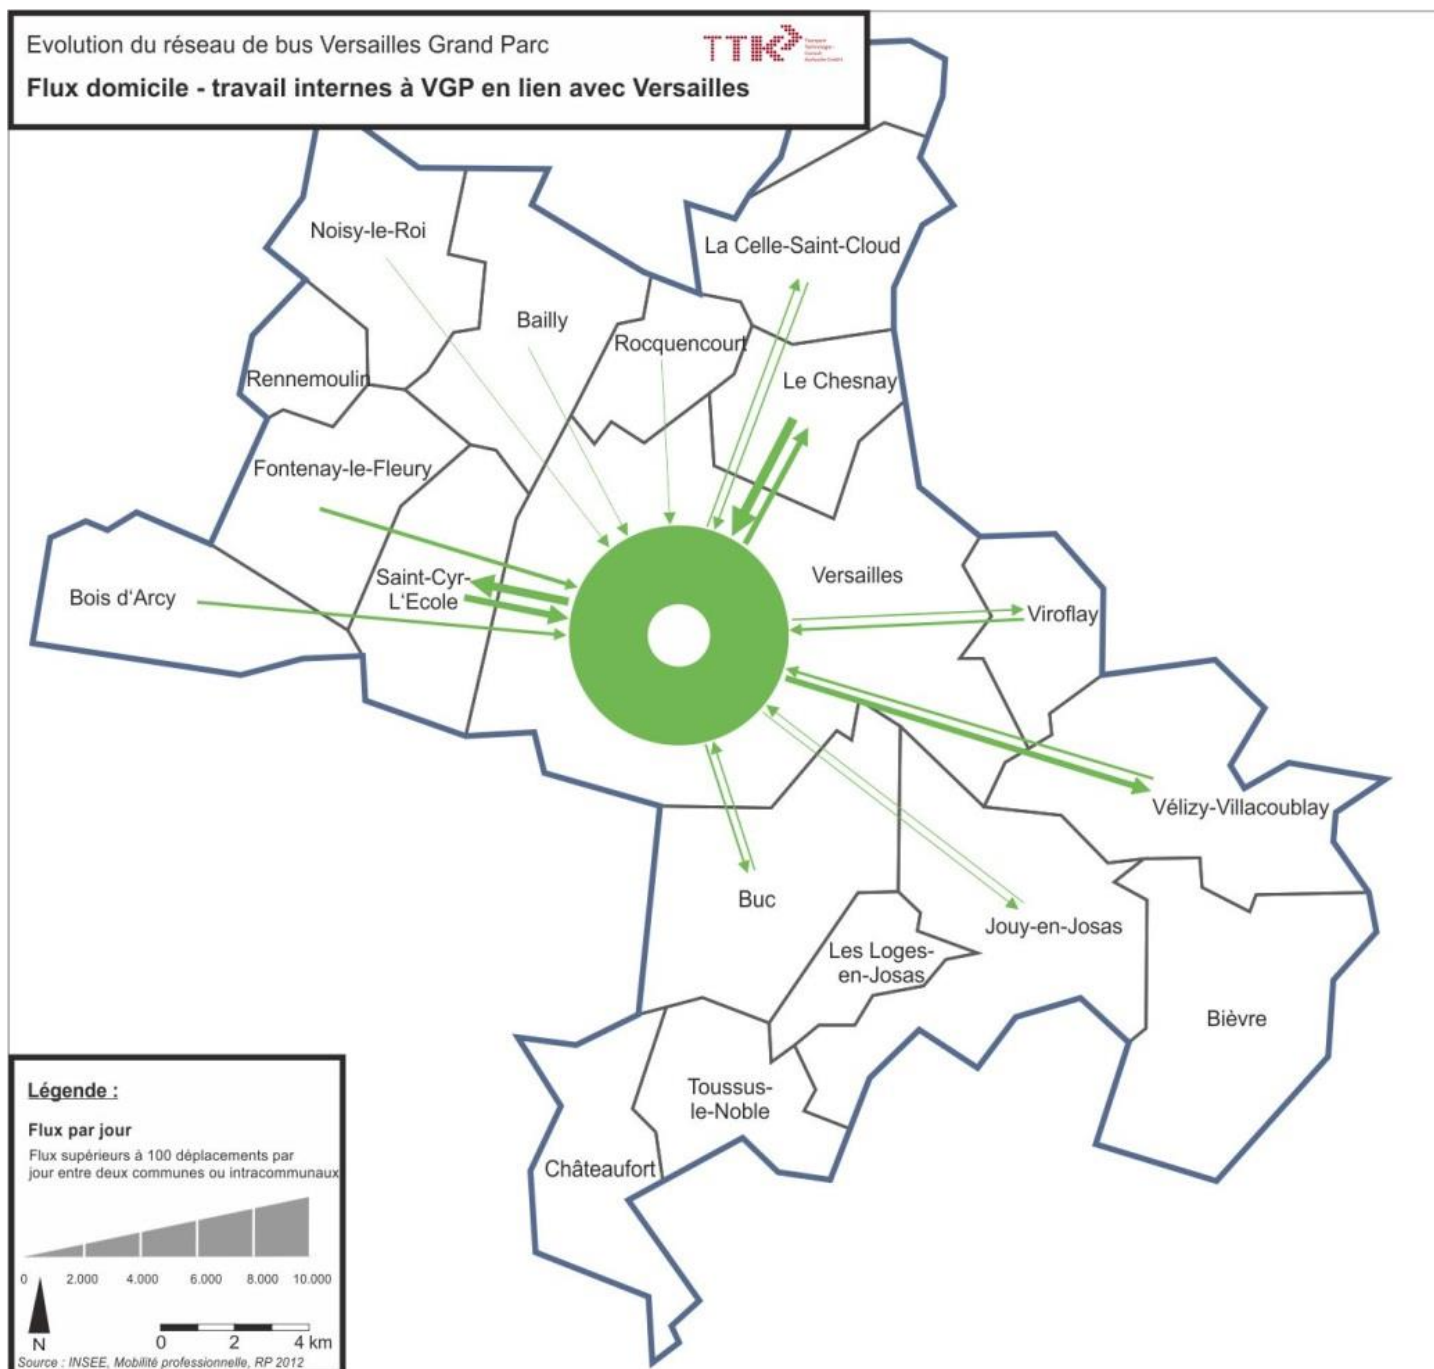 Evolution du réseau de bus Versailles Grand Parc
TTK
Flux domicile - travail internes à VGP en lien avec Versailles
Noisy-le-Roi
La Celle-Saint-Cloud
Bailly
Rocquencourt
Rennemoulin
Le Chesnay
Fontenay-le-Fleury
Saint-Cyr-
L'Ecole
Versailles
Bois d'Arcy
Viroflay
Vélizy-Villacoublay
Buc
Jouy-en-Josas
Les Loges-
en-Josas
Bièvre
Toussus-
le-Noble
Châteaufort
Légende :
Flux par jour
Flux supérieurs à 100 déplacements par
jour entre deux communes ou intracommunaux
0 2.000 4.000 6.000 8.000 10.000
N
0 2 4 km
Source : INSEE, Mobilité professionnelle, RP 2012